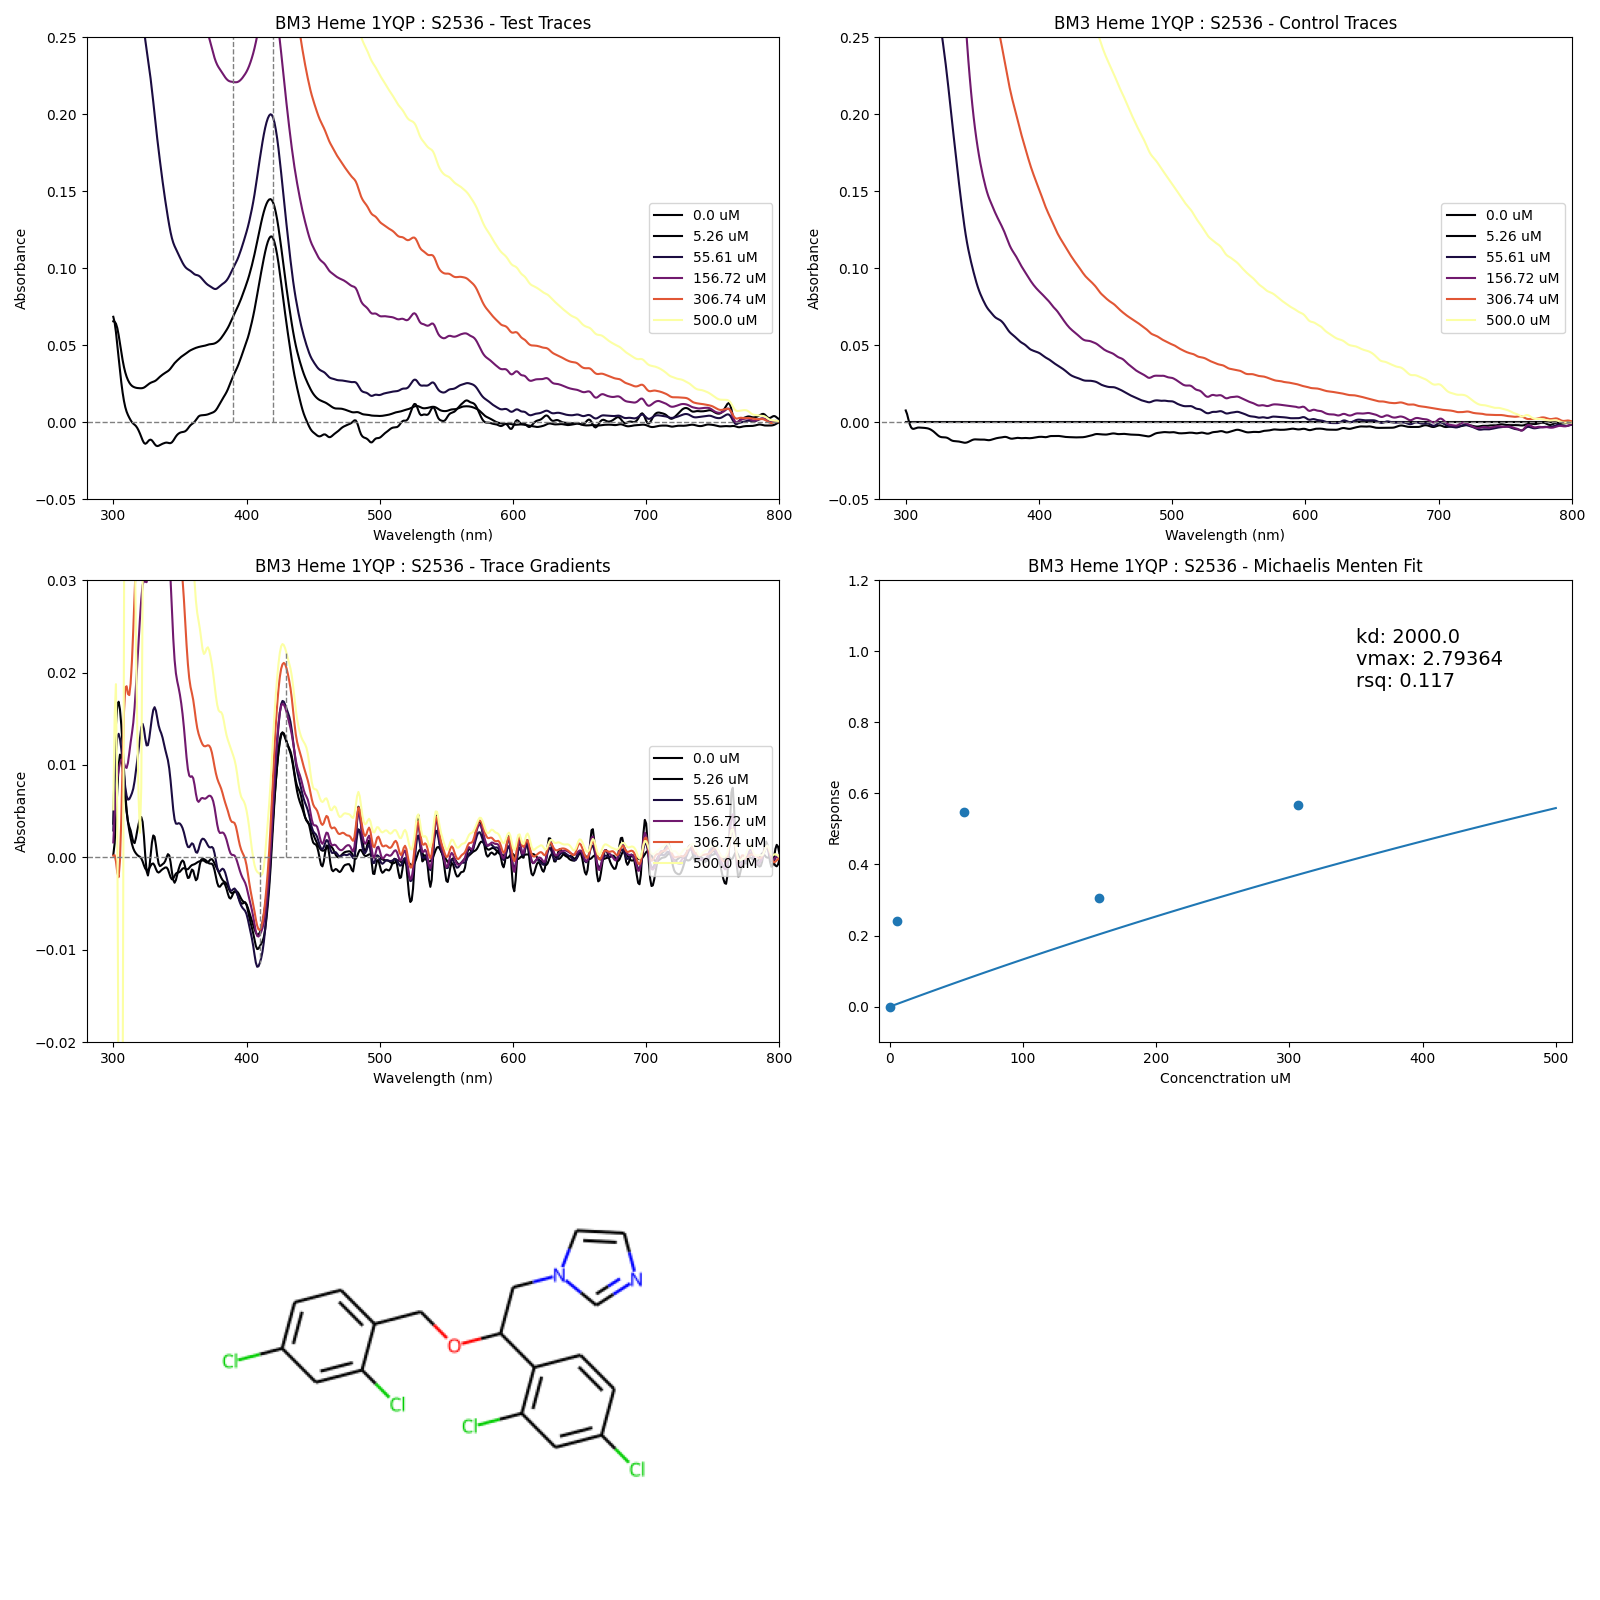 BM3 Heme 1YQP : S2536 - Test Traces
0.25
0.20
0.15
0.10
0.05
0.00
−0.05
Absorbance
300 400 500 600 700 800
Wavelength (nm)
0.0 uM
5.26 uM
55.61 uM
156.72 uM
306.74 uM
500.0 uM
BM3 Heme 1YQP : S2536 - Control Traces
0.25
0.20
0.15
0.10
0.05
0.00
−0.05
Absorbance
300 400 500 600 700 800
Wavelength (nm)
0.0 uM
5.26 uM
55.61 uM
156.72 uM
306.74 uM
500.0 uM
BM3 Heme 1YQP : S2536 - Trace Gradients
0.03
0.02
0.01
0.00
−0.01
−0.02
Absorbance
300 400 500 600 700 800
Wavelength (nm)
0.0 uM
5.26 uM
55.61 uM
156.72 uM
306.74 uM
500.0 uM
BM3 Heme 1YQP : S2536 - Michaelis Menten Fit
1.2
1.0
0.8
0.6
0.4
0.2
0.0
Response
kd: 2000.0
vmax: 2.79364
rsq: 0.117
0 100 200 300 400 500
Concenctration uM
N
N
O
Cl
Cl
Cl
Cl